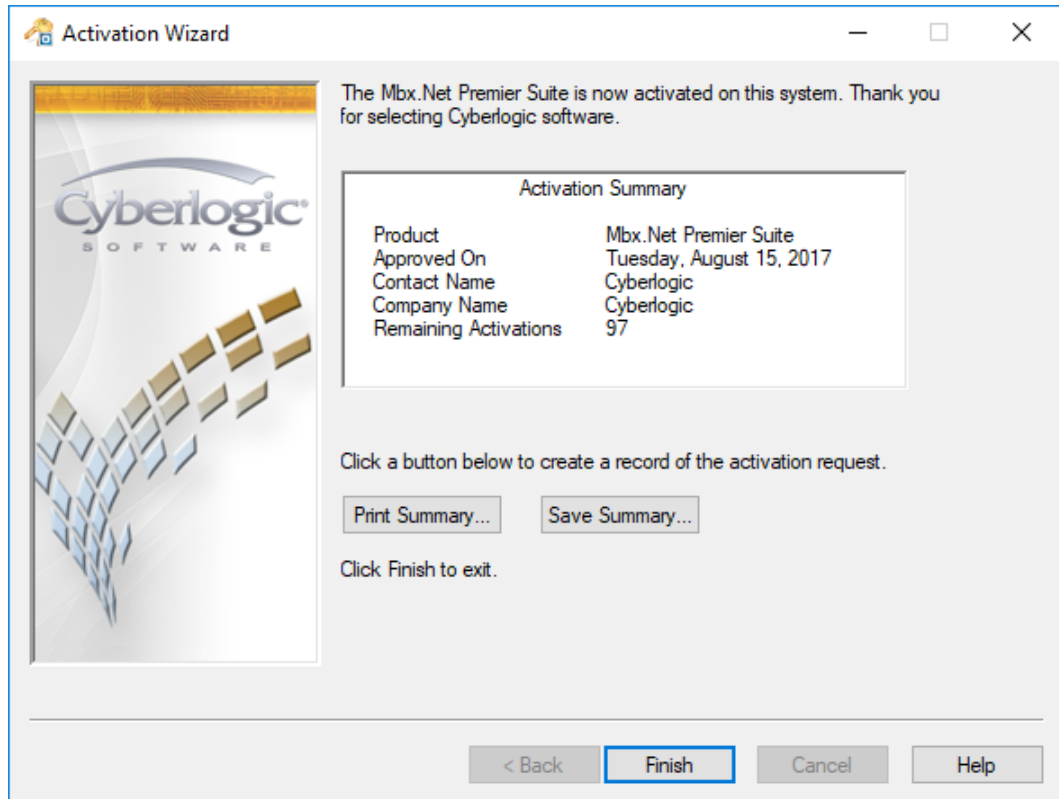 Activation Wizard
The Mbx.Net Premier Suite is now activated on this system. Thank you
for selecting Cyberlogic software.
Cyberlogic®
SOFTWARE
Activation Summary
Product Mbx.Net Premier Suite
Approved On Tuesday, August 15, 2017
Contact Name Cyberlogic
Company Name Cyberlogic
Remaining Activations 97
Click a button below to create a record of the activation request.
Print Summary... Save Summary...
Click Finish to exit.
< Back Finish Cancel Help